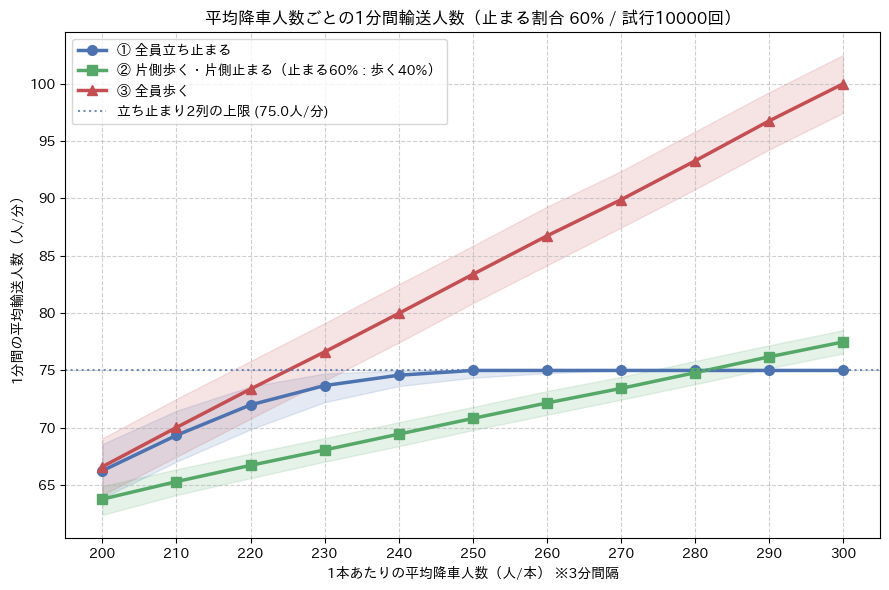 平均降車人数ごとの1分間輸送人数（止まる割合 60% / 試行10000回）
① 全員立ち止まる
② 片側歩く・片側止まる（止まる60% : 歩く40%）
③ 全員歩く
立ち止まり2列の上限 (75.0人/分)
1分間の平均輸送人数（人/分）
100
95
90
85
80
75
70
65
200 210 220 230 240 250 260 270 280 290 300
1本あたりの平均降車人数（人/本） ※3分間隔